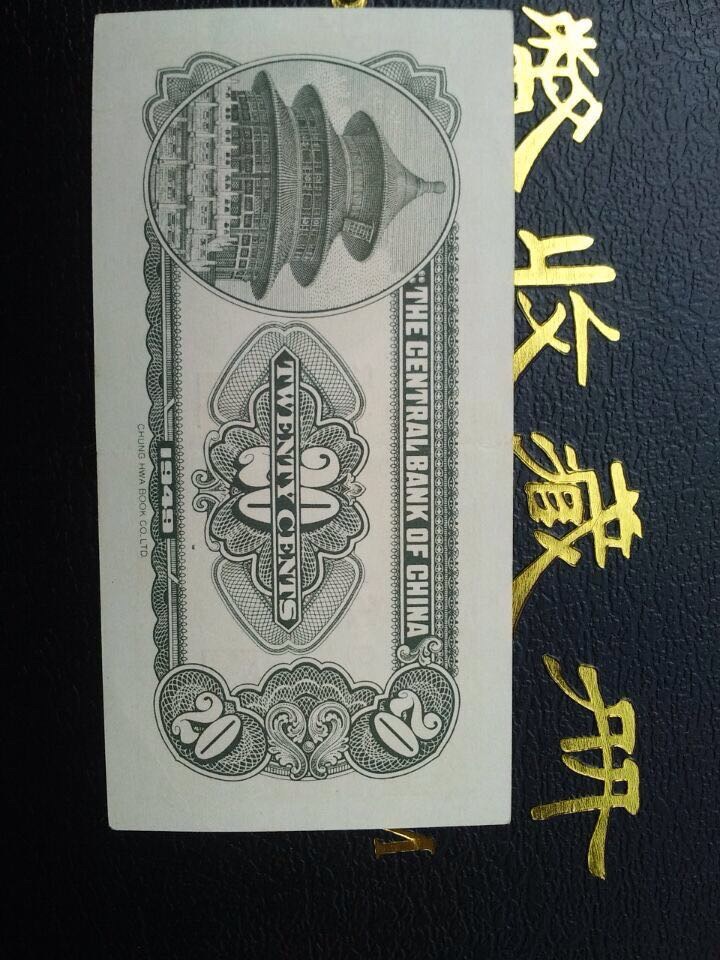 THE CENTRAL BANK OF CHINA
20
TWENTY CENTS
20
20
1949
CHUNG HWA BOOK CO. LTD.
收藏册